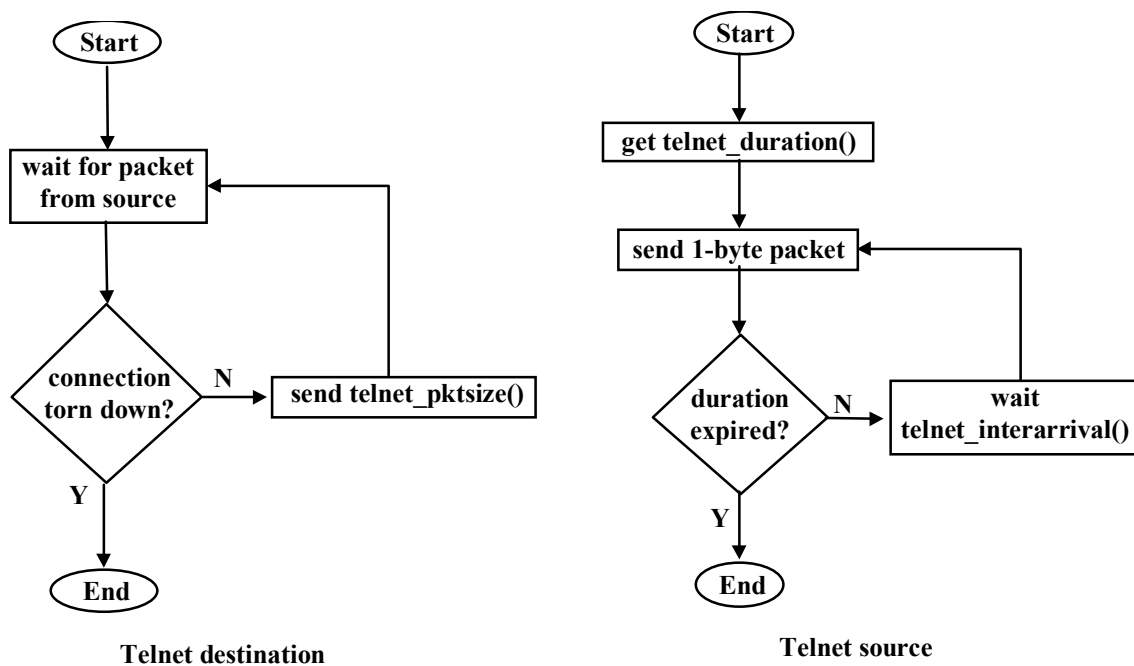 Start
wait for packet
from source
connection
torn down?
N
send telnet_pktsize()
Y
End
Telnet destination
Start
get telnet_duration()
send 1-byte packet
duration
expired?
N
wait
telnet_interarrival()
Y
End
Telnet source